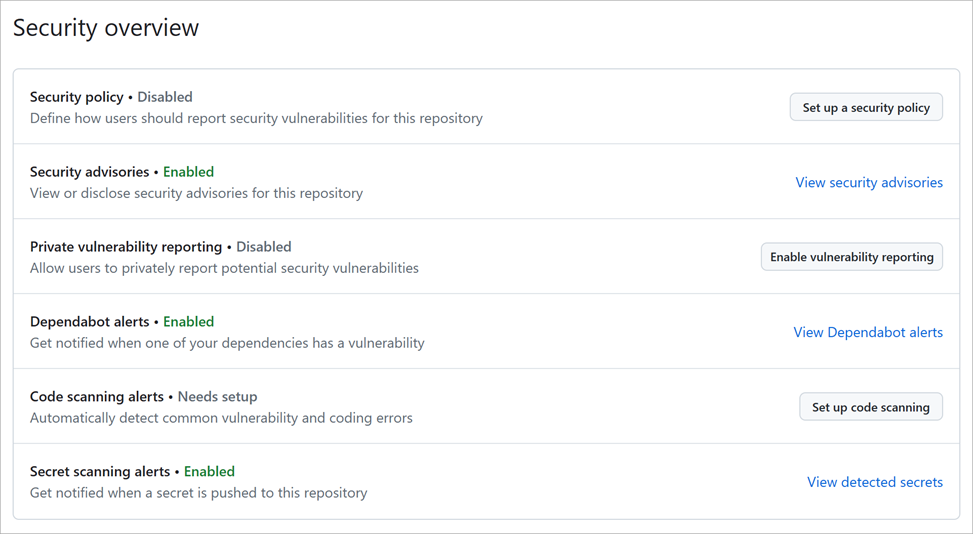 Security overview
Security policy • Disabled
Define how users should report security vulnerabilities for this repository
Set up a security policy
Security advisories • Enabled
View or disclose security advisories for this repository
View security advisories
Private vulnerability reporting • Disabled
Allow users to privately report potential security vulnerabilities
Enable vulnerability reporting
Dependabot alerts • Enabled
Get notified when one of your dependencies has a vulnerability
View Dependabot alerts
Code scanning alerts • Needs setup
Automatically detect common vulnerability and coding errors
Set up code scanning
Secret scanning alerts • Enabled
Get notified when a secret is pushed to this repository
View detected secrets